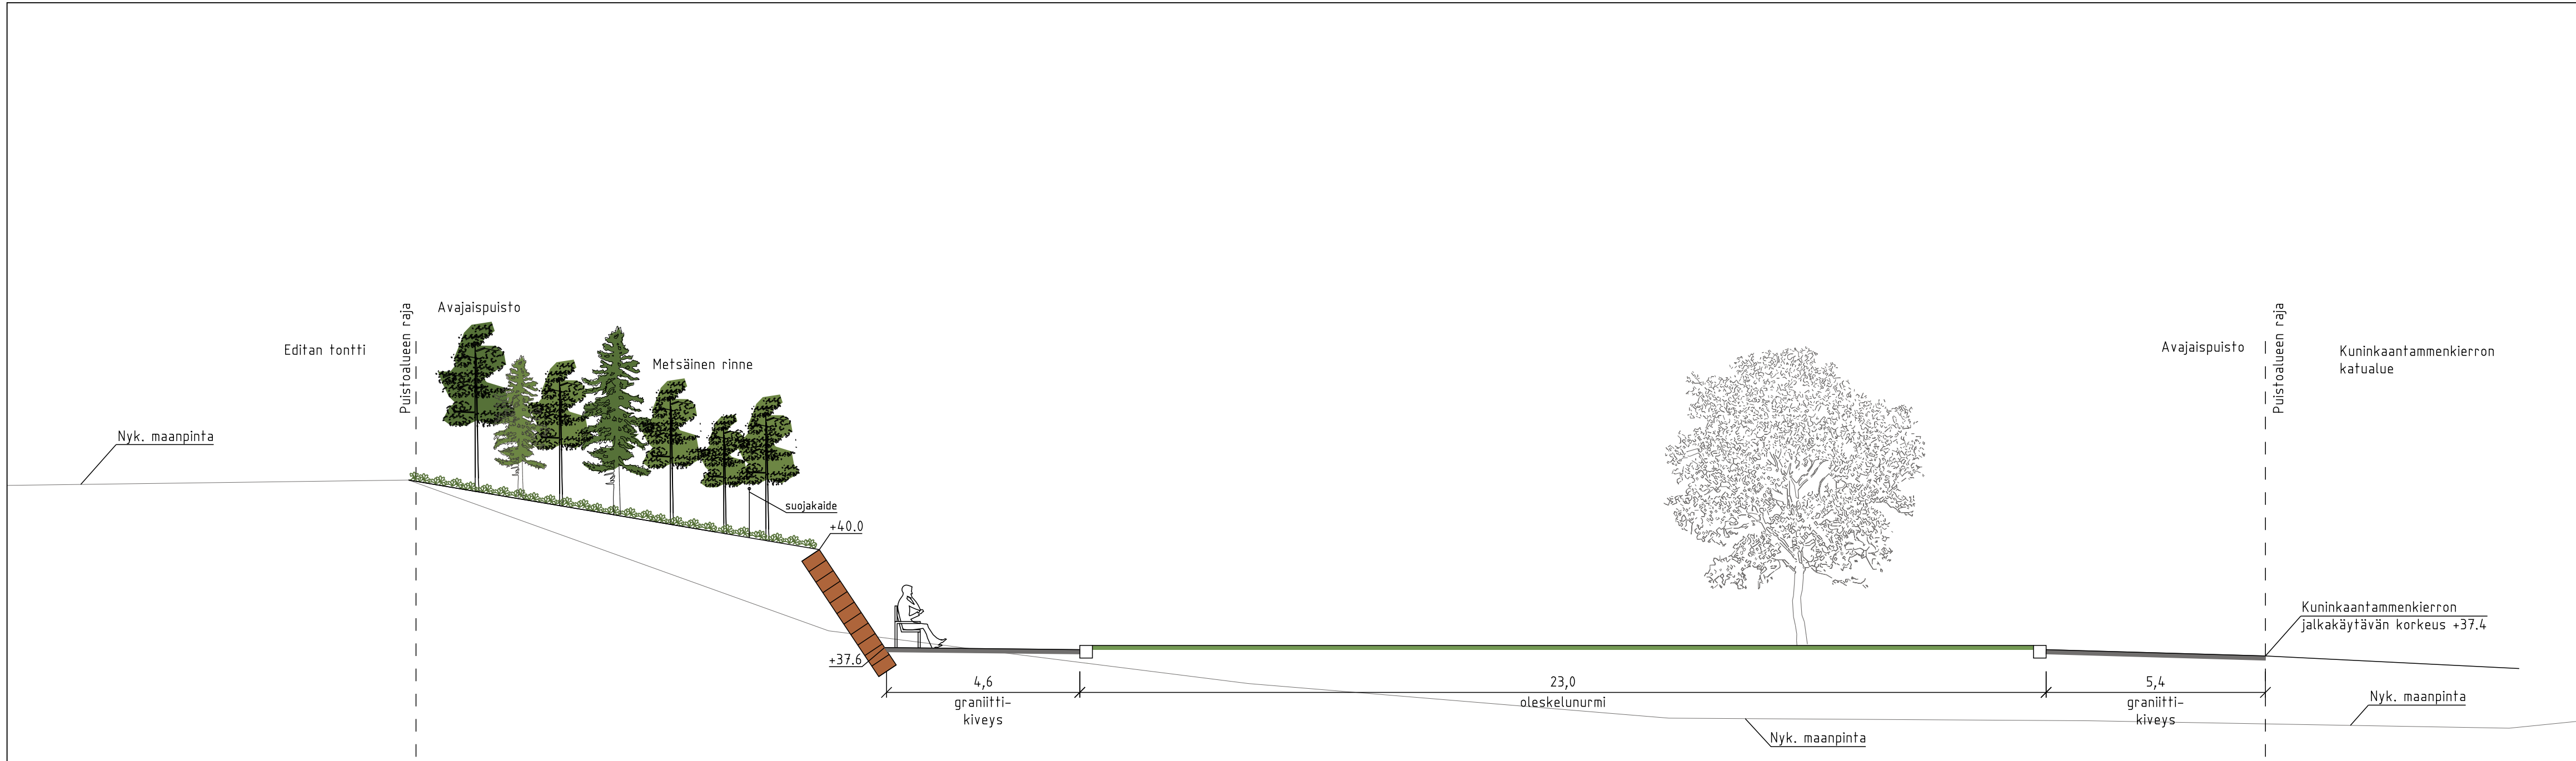 Puistoalueen raja
Avajaispuisto
Editan tontti
Metsäinen rinne
Nyk. maanpinta
suojakaide
+40.0
+37.6
4,6
graniitti-
kiveys
23,0
oleskelunurmi
Nyk. maanpinta
Avajaispuisto
Puistoalueen raja
Kuninkaantammenkierron
katualue
Kuninkaantammenkierron
jalkakäytävän korkeus +37.4
5,4
graniitti-
kiveys
Nyk. maanpinta